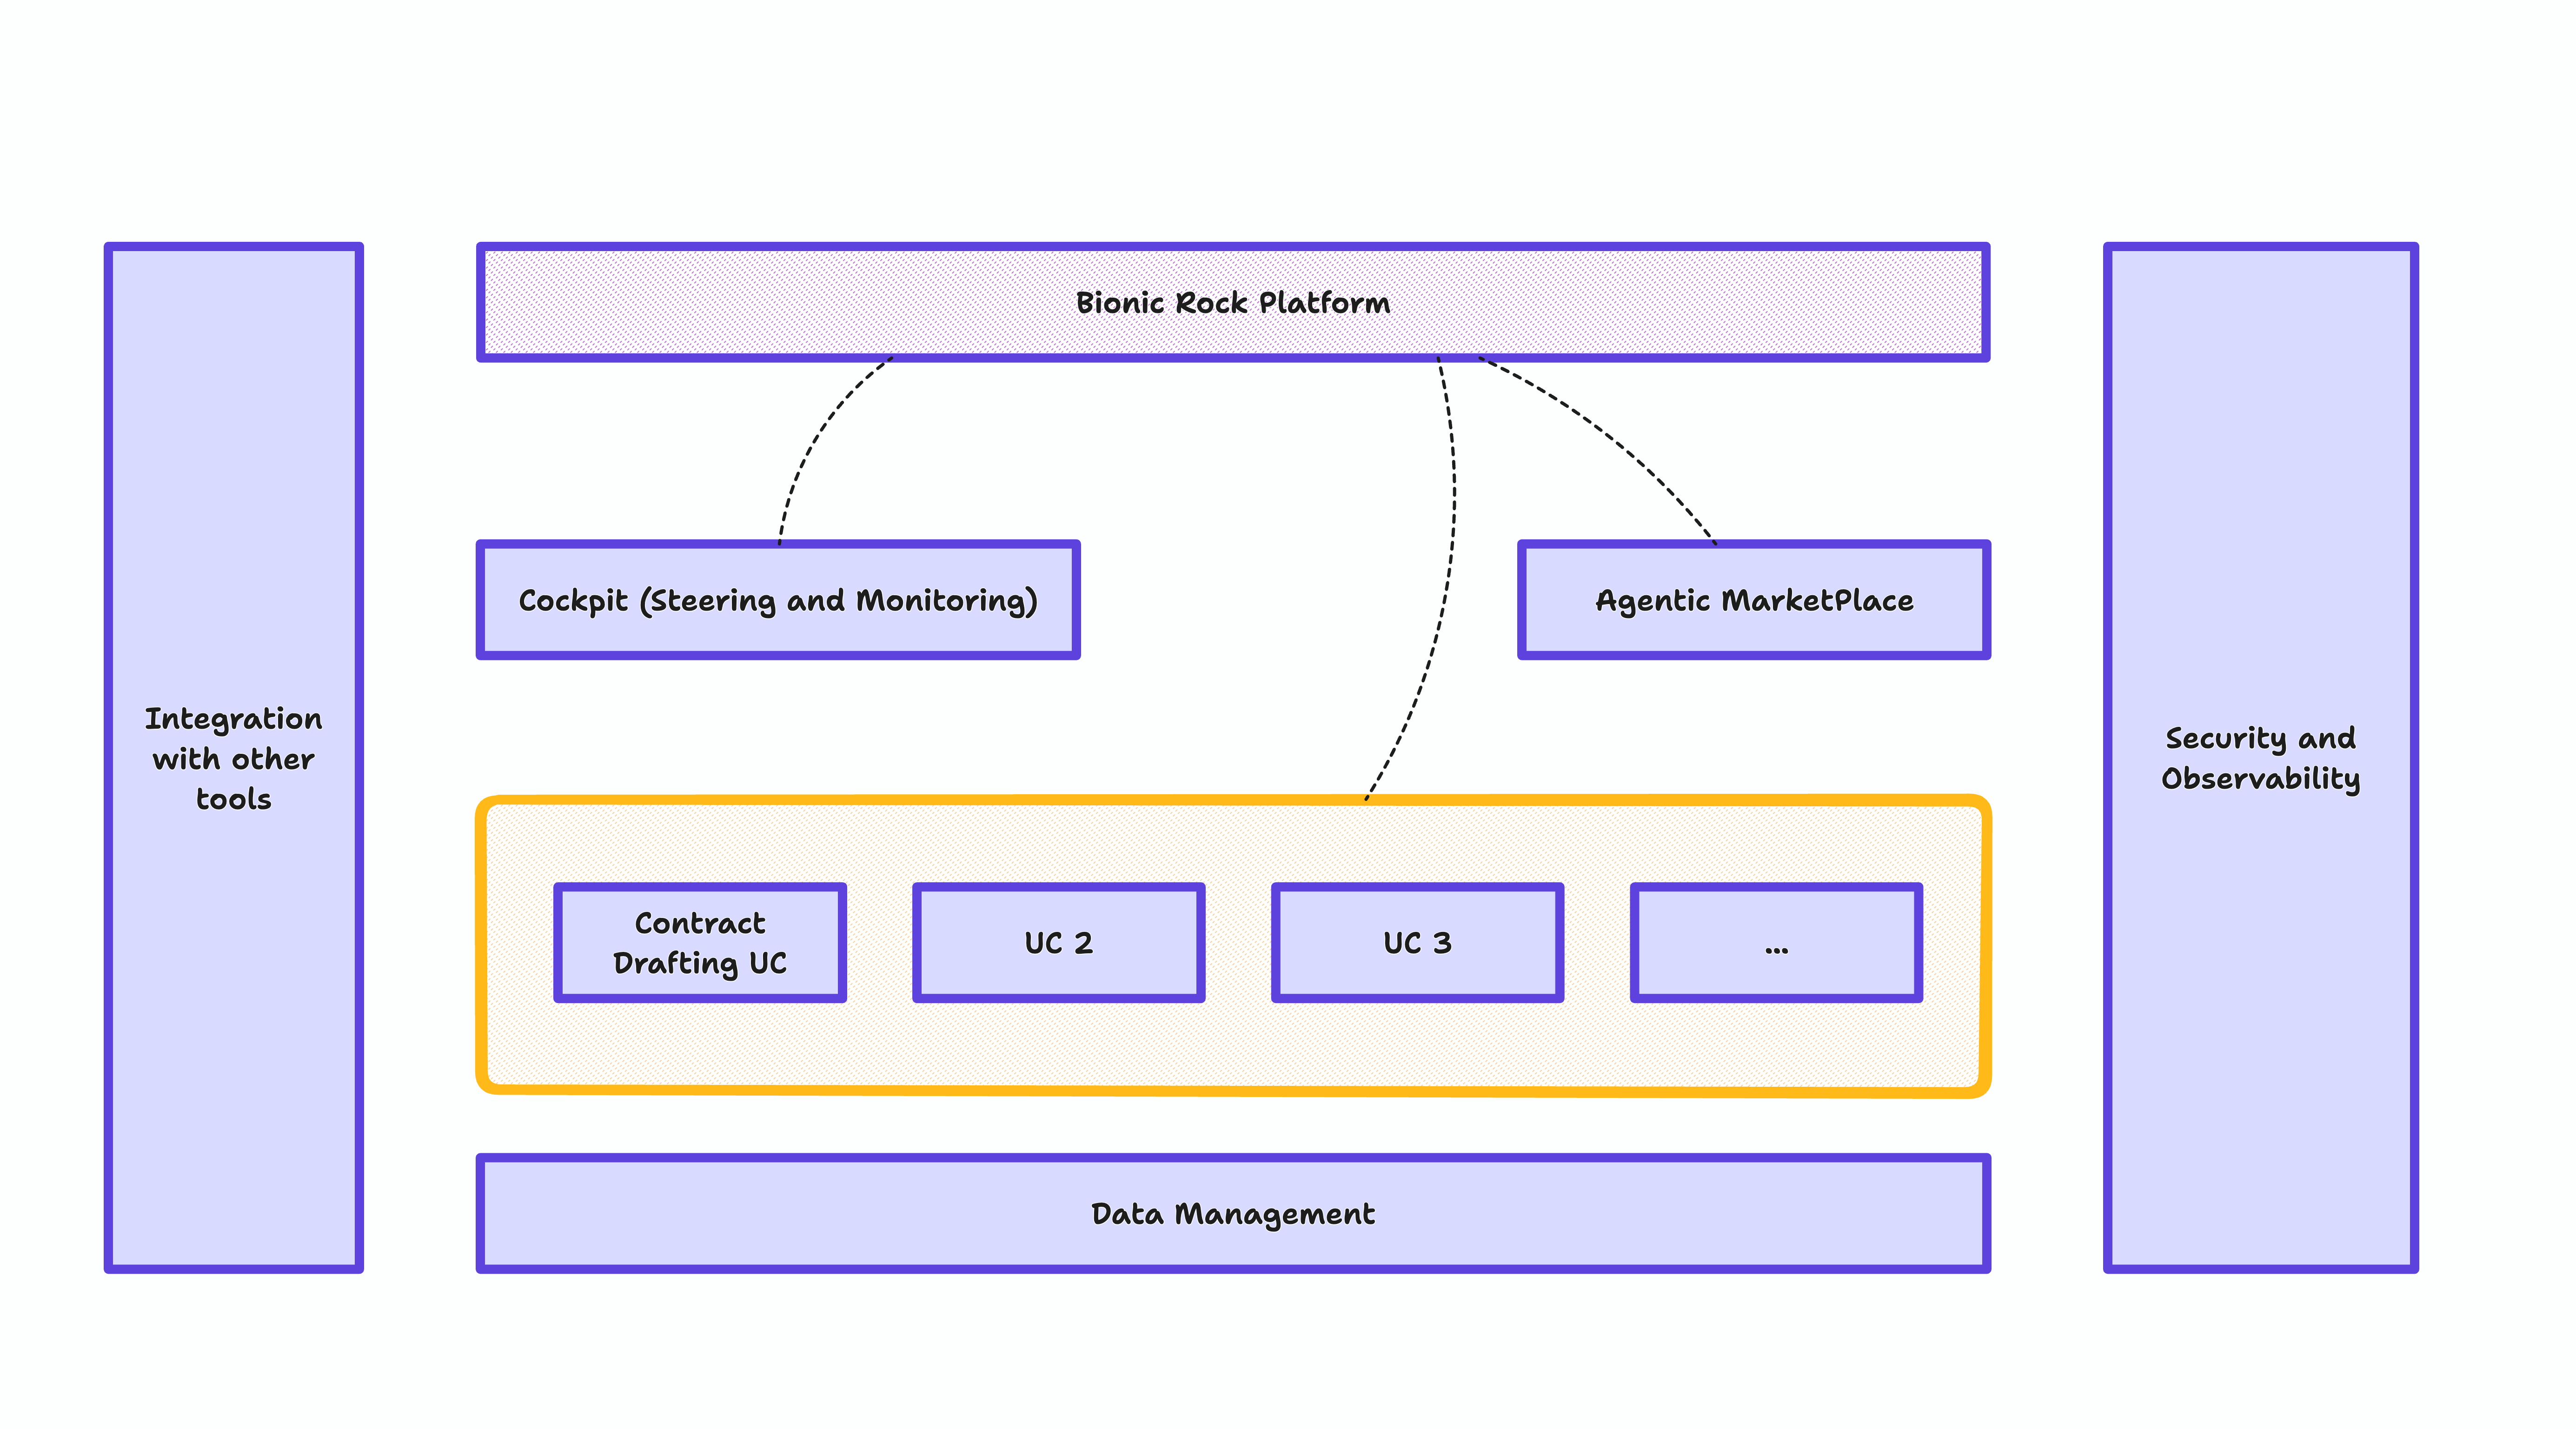 Bionic Rock Platform
Cockpit (Steering and Monitoring)
Agentic MarketPlace
Integration
with other
tools
Security and
Observability
Contract
Drafting UC
UC 2
UC 3
...
Data Management